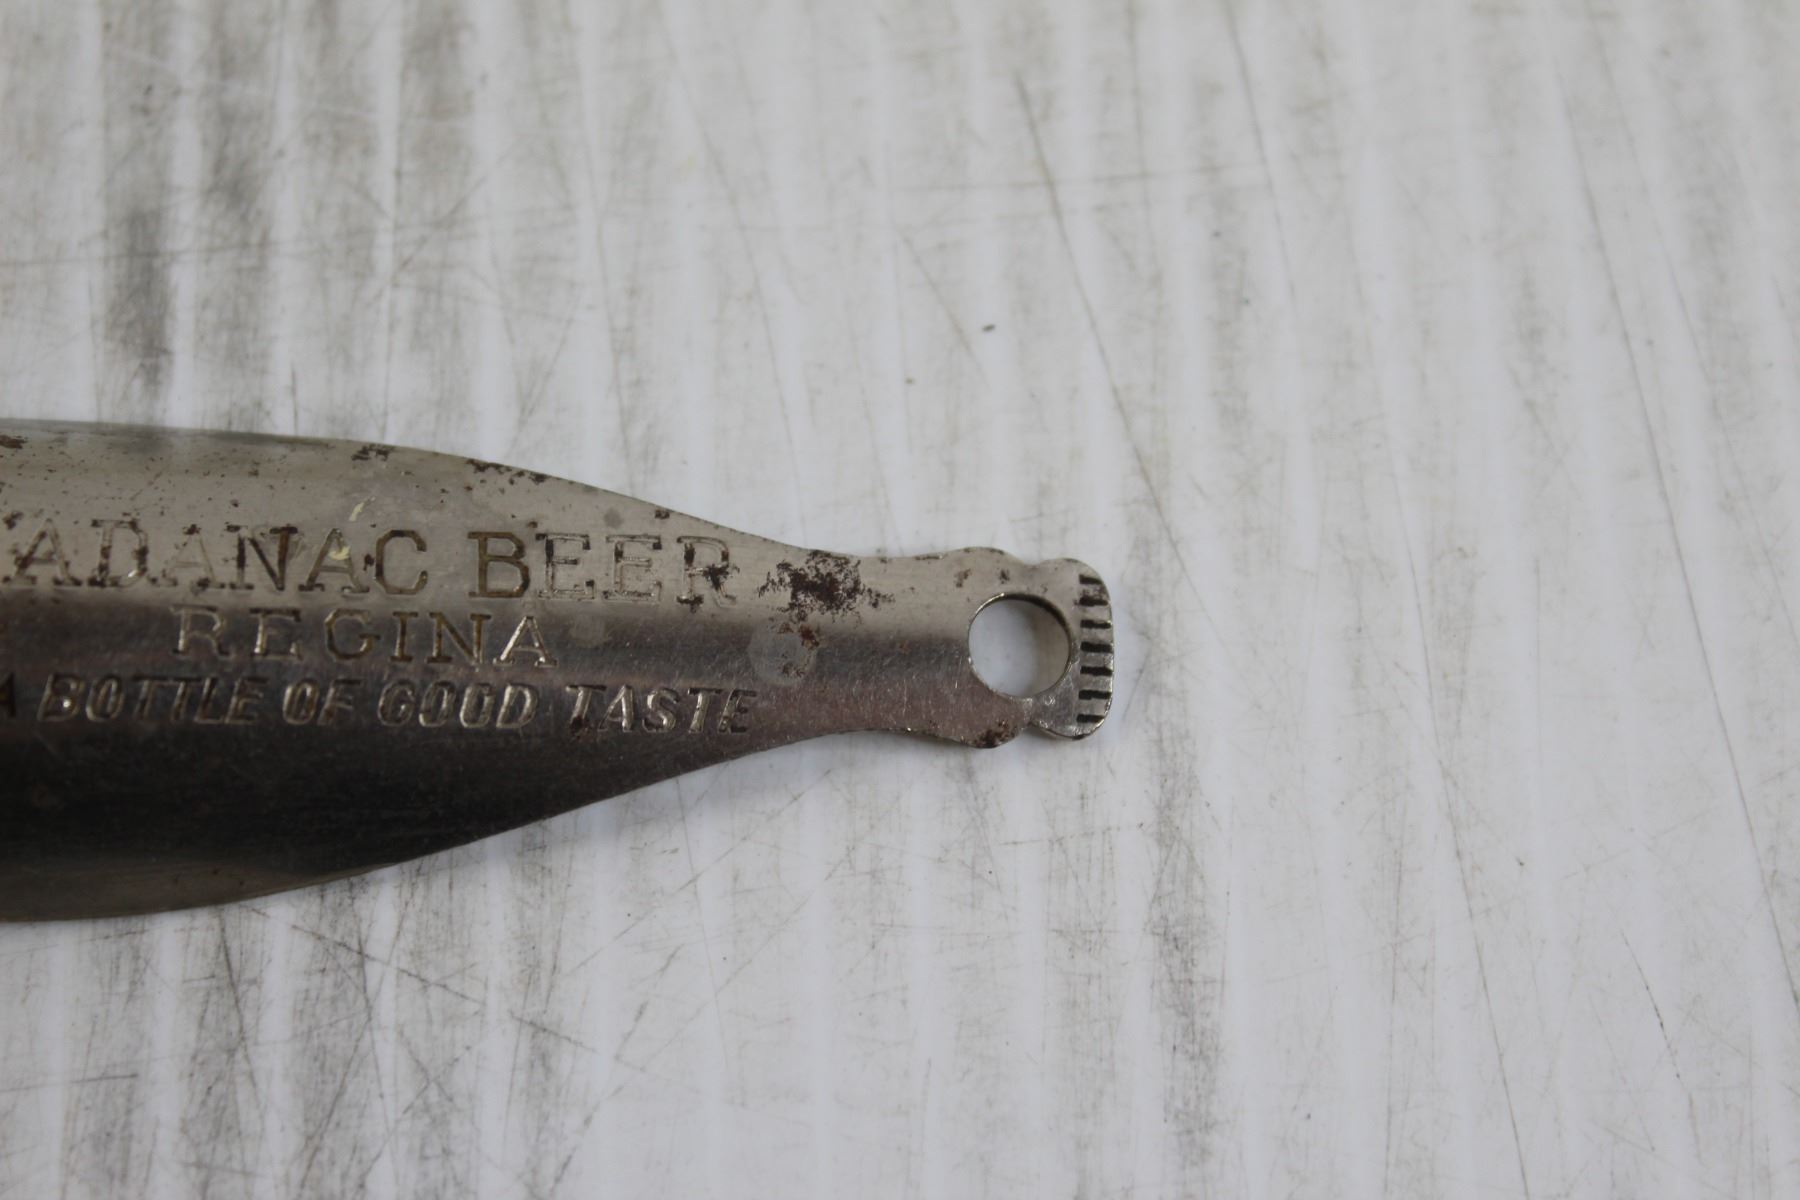 ADANAC BEER
REGINA
A BOTTLE OF GOOD TASTE